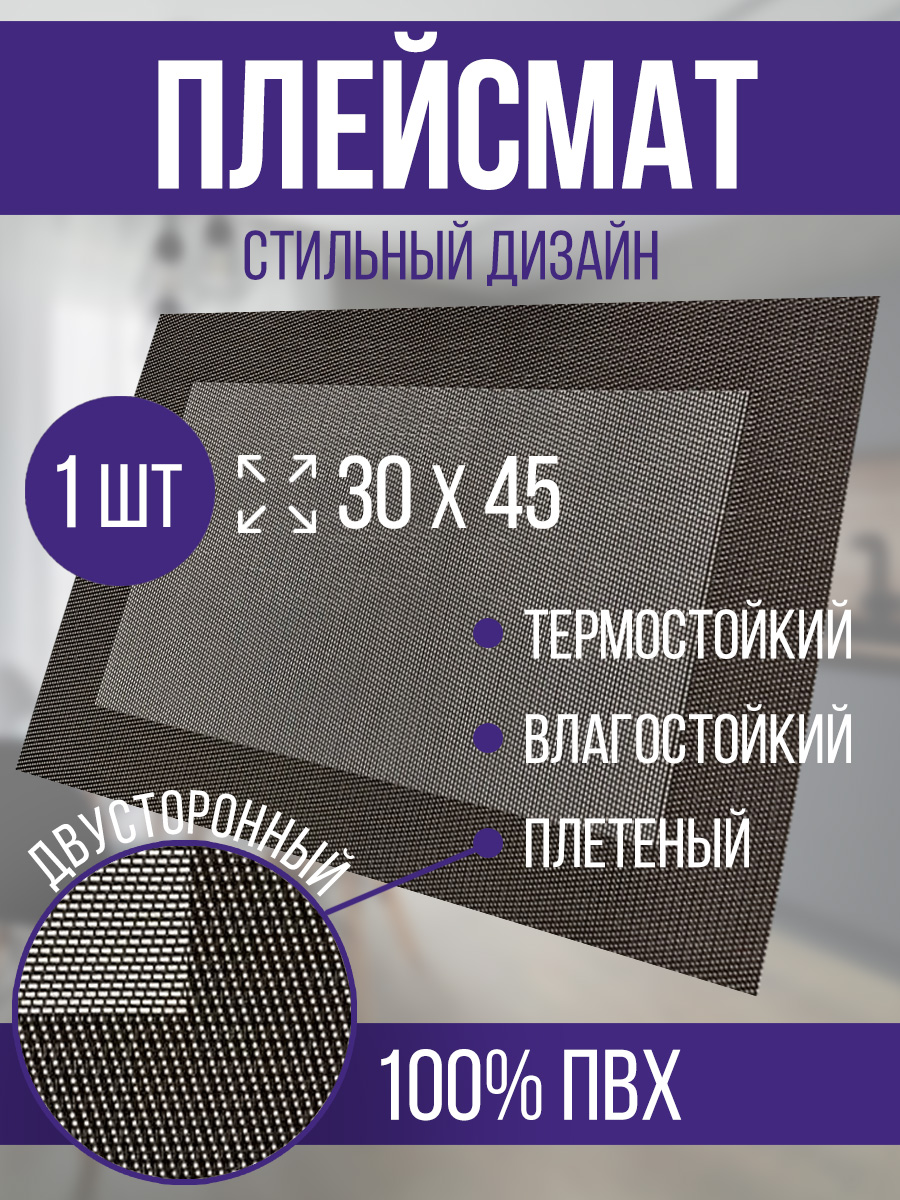 ПЛЕЙСМАТ
СТИЛЬНЫЙ ДИЗАЙН
1 ШТ
30 X 45
ТЕРМОСТОЙКИЙ
ВЛАГОСТОЙКИЙ
ПЛЕТЕНЫЙ
ДВУСТОРОННЫЙ
100% ПВХ